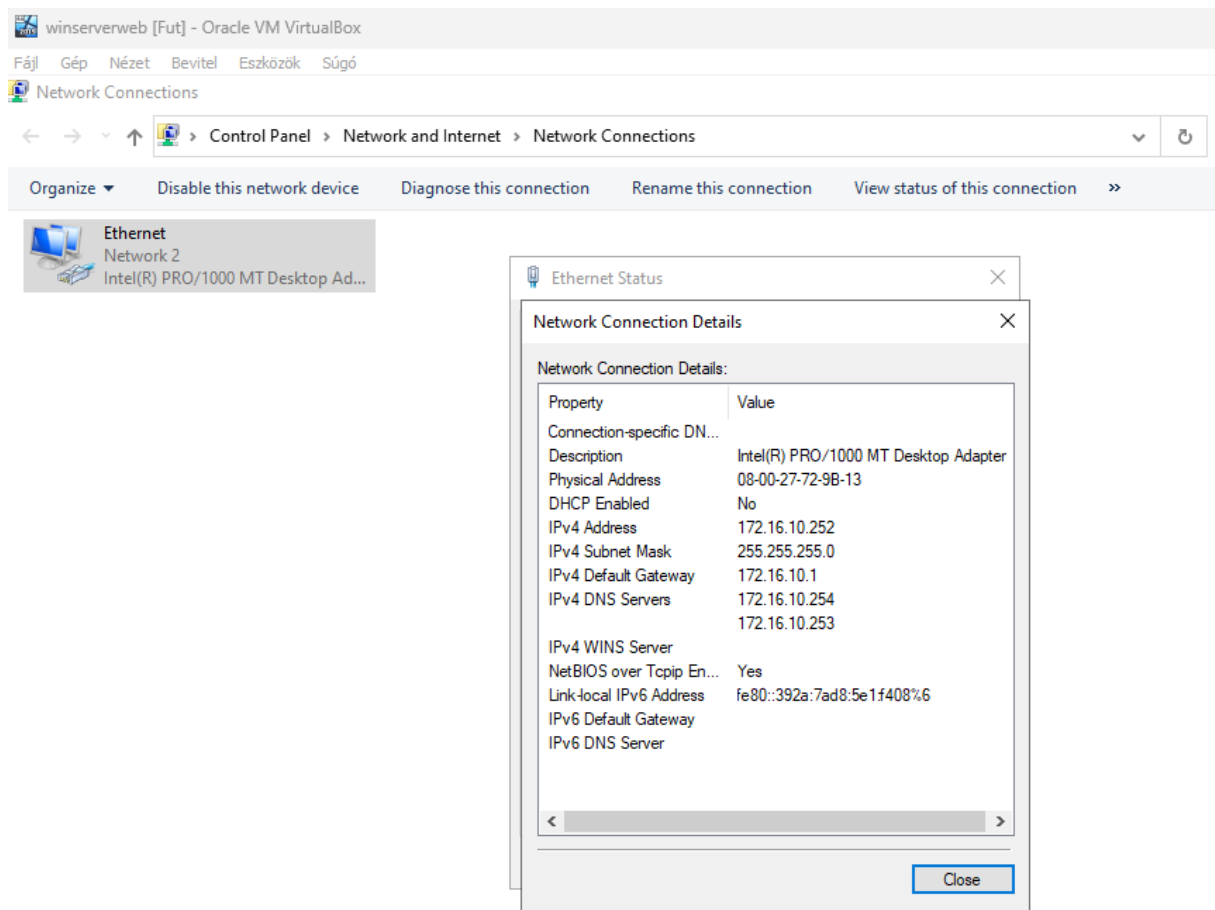 winserverweb [Fut] - Oracle VM VirtualBox
Fájl Gép Nézet Bevitel Eszközök Súgó
Network Connections
Control Panel > Network and Internet > Network Connections
Organize Disable this network device Diagnose this connection Rename this connection View status of this connection »
Ethernet
Network 2
Intel(R) PRO/1000 MT Desktop Ad...
Ethernet Status
Network Connection Details
Network Connection Details:
Property Value
Connection-specific DN...
Description Intel(R) PRO/1000 MT Desktop Adapter
Physical Address 08-00-27-72-9B-13
DHCP Enabled No
IPv4 Address 172.16.10.252
IPv4 Subnet Mask 255.255.255.0
IPv4 Default Gateway 172.16.10.1
IPv4 DNS Servers 172.16.10.254
172.16.10.253
IPv4 WINS Server
NetBIOS over Tcpip En... Yes
Link-local IPv6 Address fe80::392a:7ad8:5e1f:f408%6
IPv6 Default Gateway
IPv6 DNS Server
Close